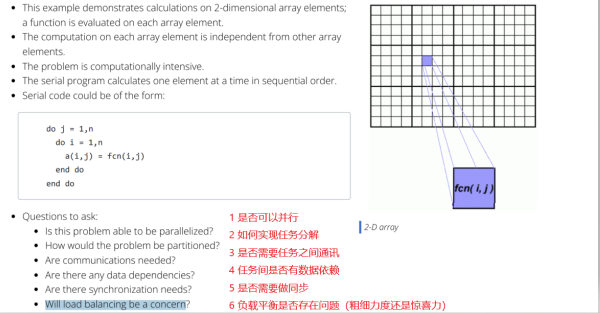 This example demonstrates calculations on 2-dimensional array elements;
a function is evaluated on each array element.
The computation on each array element is independent from other array
elements.
The problem is computationally intensive.
The serial program calculates one element at a time in sequential order.
Serial code could be of the form:
do j = 1,n
do i = 1,n
a(i,j) = fcn(i,j)
end do
end do
fcn( i, j )
2-D array
Questions to ask:
Is this problem able to be parallelized?
How would the problem be partitioned?
Are communications needed?
Are there any data dependencies?
Are there synchronization needs?
Will load balancing be a concern?
1 是否可以并行
2 如何实现任务分解
3 是否需要任务之间通讯
4 任务间是否有数据依赖
5 是否需要做同步
6 负载平衡是否存在问题（粗细力度还是惊喜力）